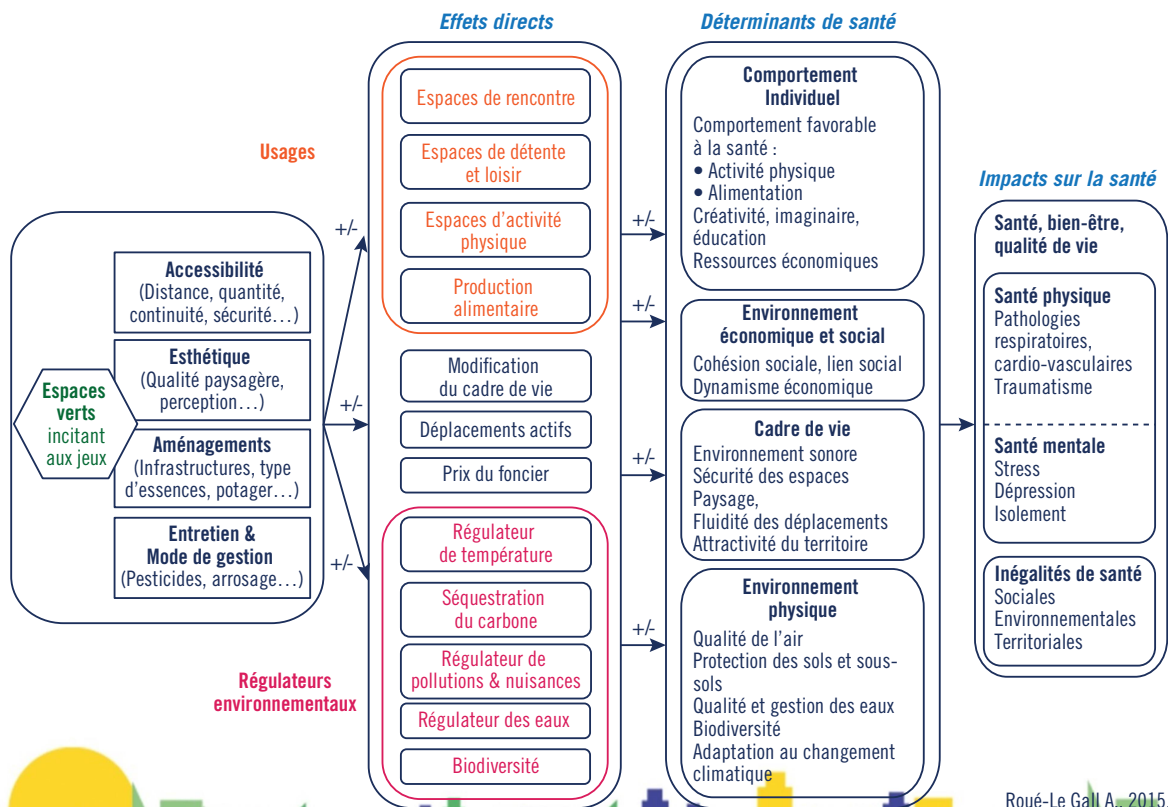 Effets directs
Déterminants de santé
Impacts sur la santé
Espaces
verts
incitant
aux jeux
Accessibilité
(Distance, quantité,
continuité, sécurité…)
Esthétique
(Qualité paysagère,
perception…)
Aménagements
(Infrastructures, type
d’essences, potager…)
Entretien &
Mode de gestion
(Pesticides, arrosage…)
Usages
+/-
+/-
+/-
Régulateurs
environnementaux
Espaces de rencontre
Espaces de détente
et loisir
Espaces d’activité
physique
Production
alimentaire
Modification
du cadre de vie
Déplacements actifs
Prix du foncier
Régulateur
de température
Séquestration
du carbone
Régulateur de
pollutions & nuisances
Régulateur des eaux
Biodiversité
+/-
+/-
+/-
+/-
Comportement
Individuel
Comportement favorable
à la santé :
• Activité physique
• Alimentation
Créativité, imaginaire,
éducation
Ressources économiques
Environnement
économique et social
Cohésion sociale, lien social
Dynamisme économique
Cadre de vie
Environnement sonore
Sécurité des espaces
Paysage,
Fluidité des déplacements
Attractivité du territoire
Environnement
physique
Qualité de l’air
Protection des sols et sous-
sols
Qualité et gestion des eaux
Biodiversité
Adaptation au changement
climatique
Santé, bien-être,
qualité de vie
Santé physique
Pathologies
respiratoires,
cardio-vasculaires
Traumatisme
Santé mentale
Stress
Dépression
Isolement
Inégalités de santé
Sociales
Environnementales
Territoriales
Roué-Le Gall A., 2015